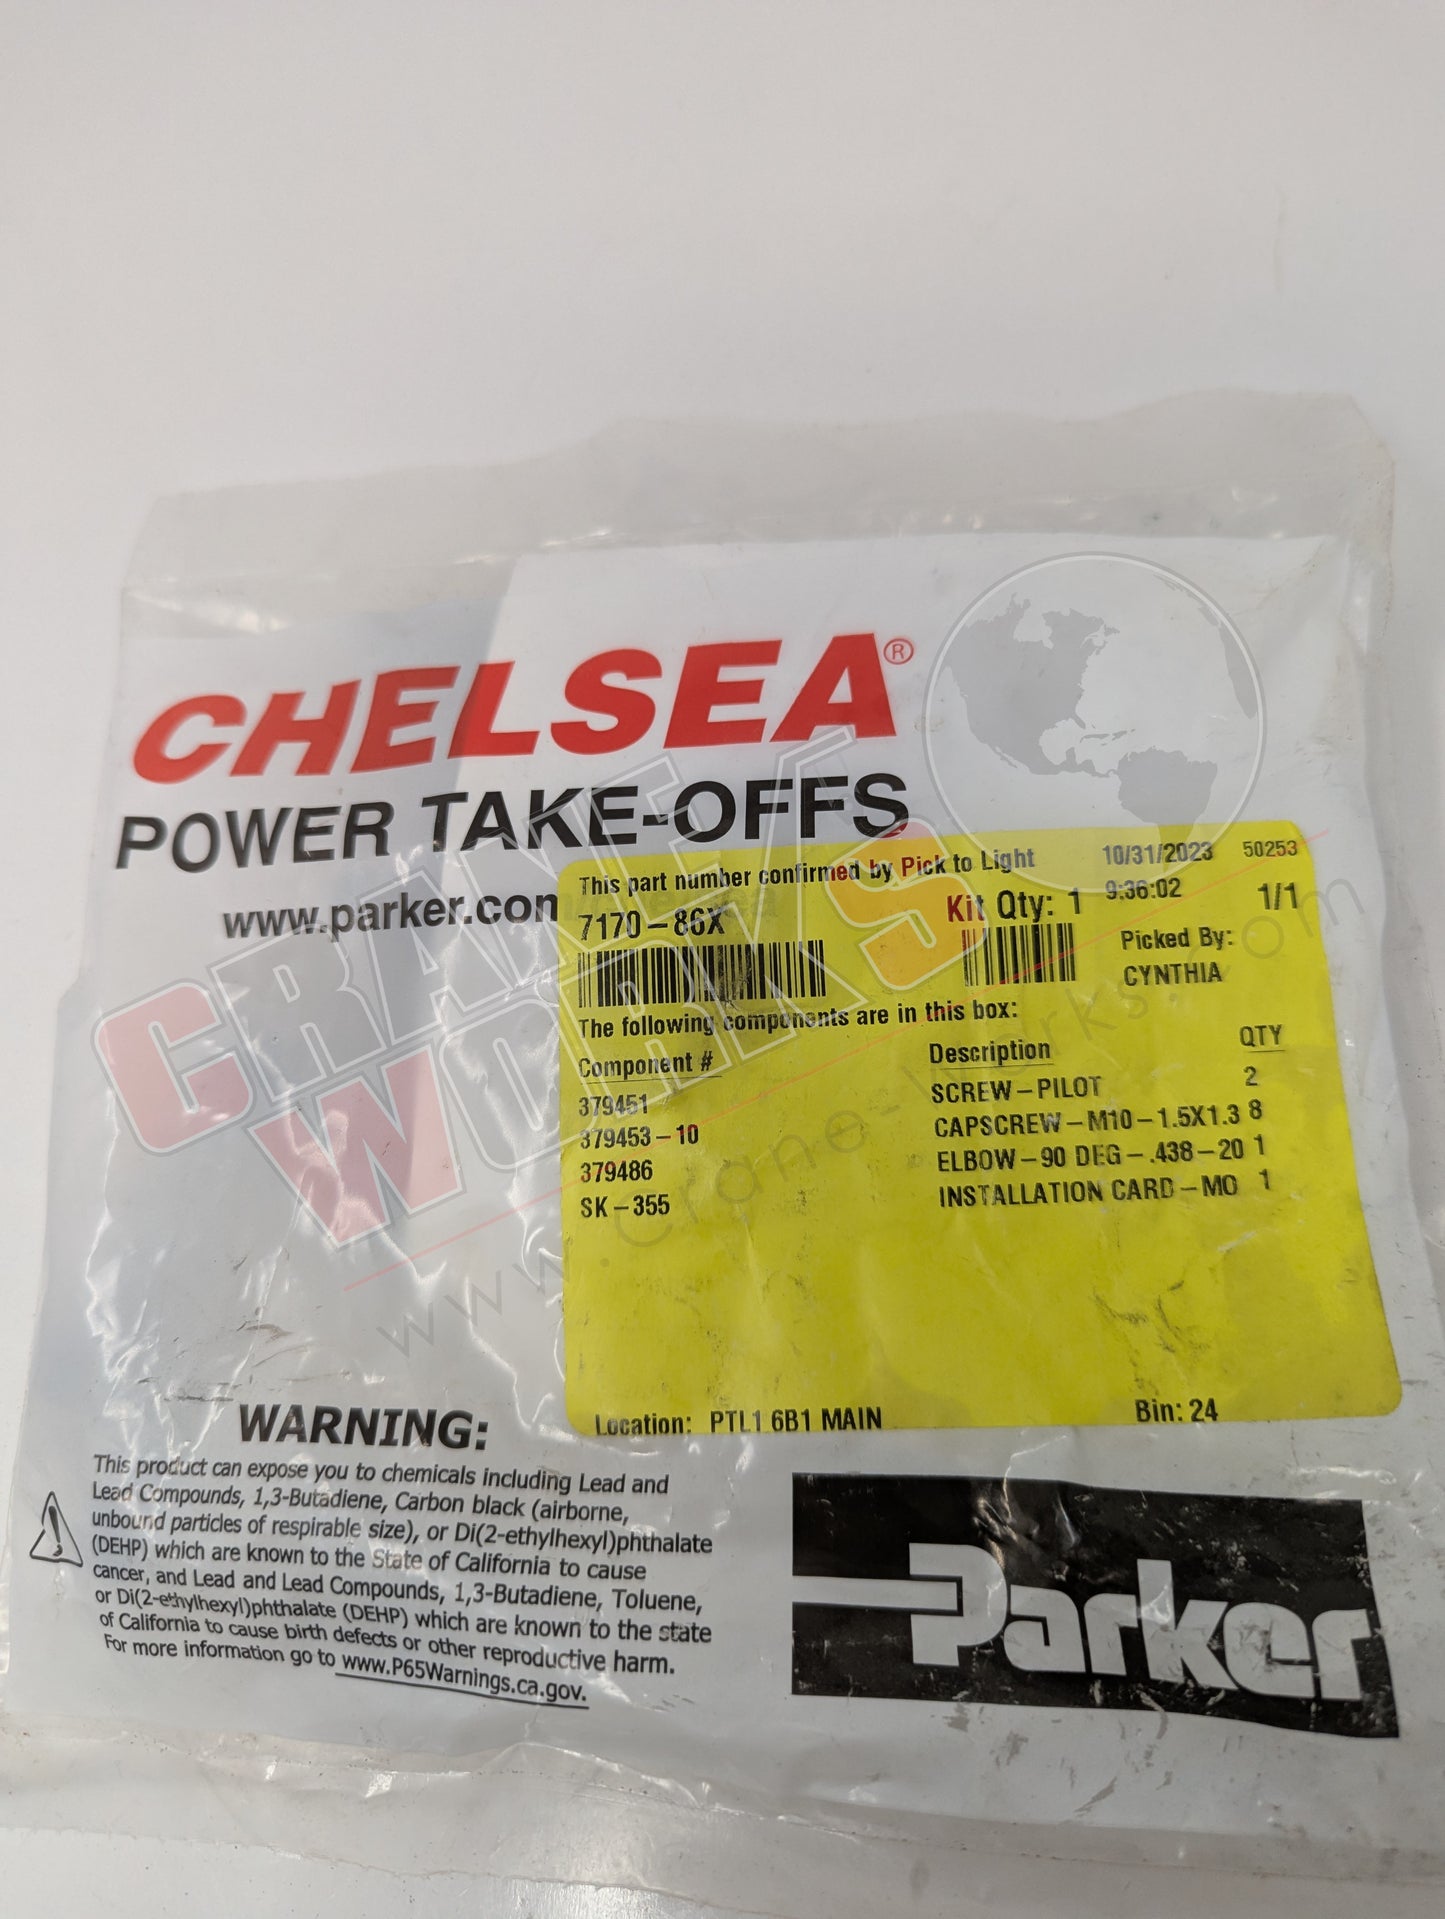 CHELSEA®
POWER TAKE-OFFS
www.parker.con
This part number confirmed by Pick to Light 10/31/2023 50253
7170-86X Kit Qty: 1 9:36:02 1/1
Picked By:
CYNTHIA
The following components are in this box:
Component # Description QTY
379451 SCREW-PILOT 2
379453-10 CAPSCREW-M10-1.5X1.3 8
379486 ELBOW-90 DEG-.438-20 1
SK-355 INSTALLATION CARD-MO 1
Location: PTL1 6B1 MAIN Bin: 24
WARNING:
This product can expose you to chemicals including Lead and
Lead Compounds, 1,3-Butadiene, Carbon black (airborne,
unbound particles of respirable size), or Di(2-ethylhexyl)phthalate
(DEHP) which are known to the State of California to cause
cancer, and Lead and Lead Compounds, 1,3-Butadiene, Toluene,
or Di(2-ethylhexyl)phthalate (DEHP) which are known to the state
of California to cause birth defects or other reproductive harm.
For more information go to www.P65Warnings.ca.gov.
Parker
CRANE WORKS
www.crane-works.com